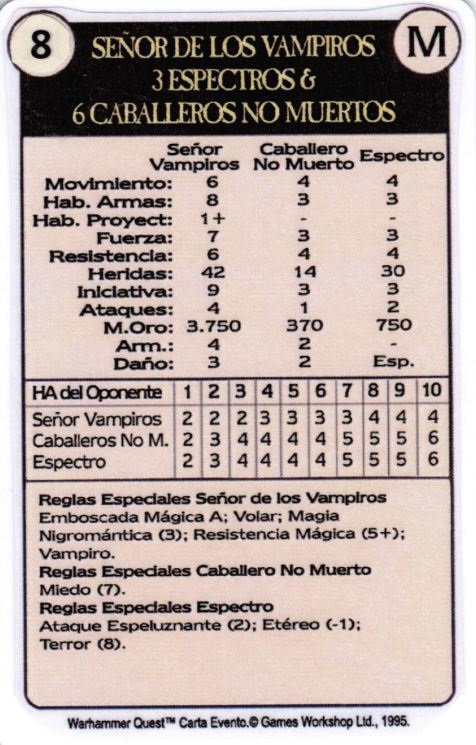 8
M
SEÑOR DE LOS VAMPIROS
3 ESPECTROS &
6 CABALLEROS NO MUERTOS
Señor Caballero
Vampiros No Muerto Espectro
Movimiento: 6 4 4
Hab. Armas: 8 3 3
Hab. Proyect: 1+ - -
Fuerza: 7 3 3
Resistencia: 6 4 4
Heridas: 42 14 30
Iniciativa: 9 3 3
Ataques: 4 1 2
M.Oro: 3.750 370 750
Arm.: 4 2 -
Daño: 3 2 Esp.
HA del Oponente 1 2 3 4 5 6 7 8 9 10
Señor Vampiros 2 2 2 3 3 3 3 4 4 4
Caballeros No M. 2 3 4 4 4 4 5 5 5 6
Espectro 2 3 4 4 4 4 5 5 5 6
Reglas Especiales Señor de los Vampiros
Emboscada Mágica A; Volar; Magia
Nigromántica (3); Resistencia Mágica (5+);
Vampiro.
Reglas Especiales Caballero No Muerto
Miedo (7).
Reglas Especiales Espectro
Ataque Espeluznante (2); Etéreo (-1);
Terror (8).
Warhammer Quest™ Carta Evento.© Games Workshop Ltd., 1995.